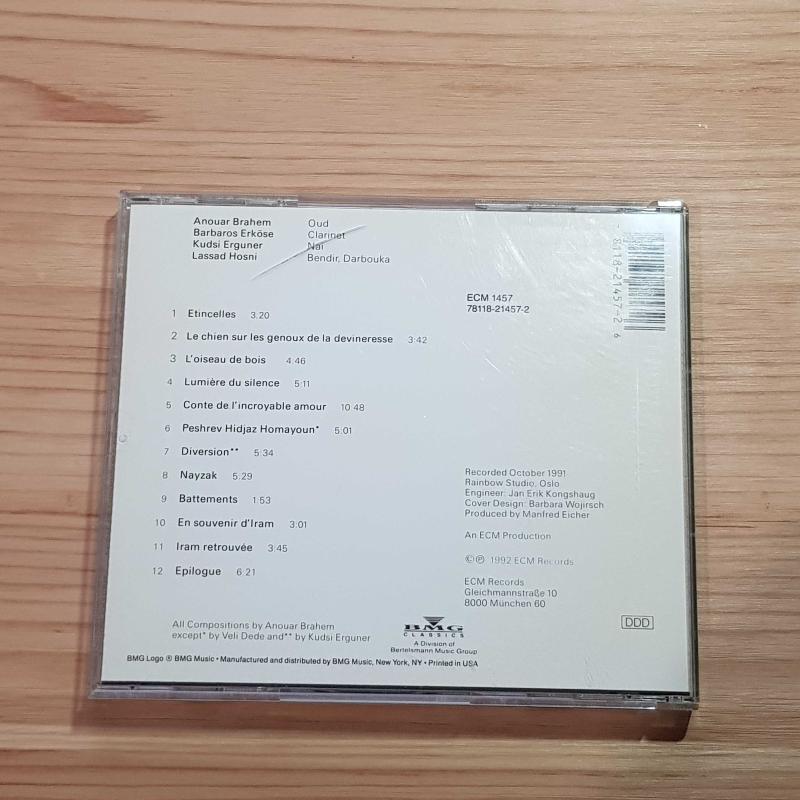 Anouar Brahem Oud
Barbaros Erköse Clarinet
Kudsi Erguner Nai
Lassad Hosni Bendir, Darbouka
ECM 1457
78118-21457-2
8118-21457-2 6
1 Etincelles 3.20
2 Le chien sur les genoux de la devineresse 3:42
3 L'oiseau de bois 4:46
4 Lumière du silence 5:11
5 Conte de l'incroyable amour 10 48
6 Peshrev Hidjaz Homayoun* 5:01
7 Diversion** 5:34
8 Nayzak 5:29
9 Battements 1:53
10 En souvenir d'Iram 3:01
11 Iram retrouvée 3:45
12 Epilogue 6:21
Recorded October 1991
Rainbow Studio, Oslo
Engineer: Jan Erik Kongshaug
Cover Design: Barbara Wojirsch
Produced by Manfred Eicher
An ECM Production
© ℗ 1992 ECM Records
ECM Records
Gleichmannstraße 10
8000 München 60
DDD
All Compositions by Anouar Brahem
except* by Veli Dede and** by Kudsi Erguner
BMG
CLASSICS
A Division of
Bertelsmann Music Group
BMG Logo ® BMG Music • Manufactured and distributed by BMG Music, New York, NY • Printed in USA